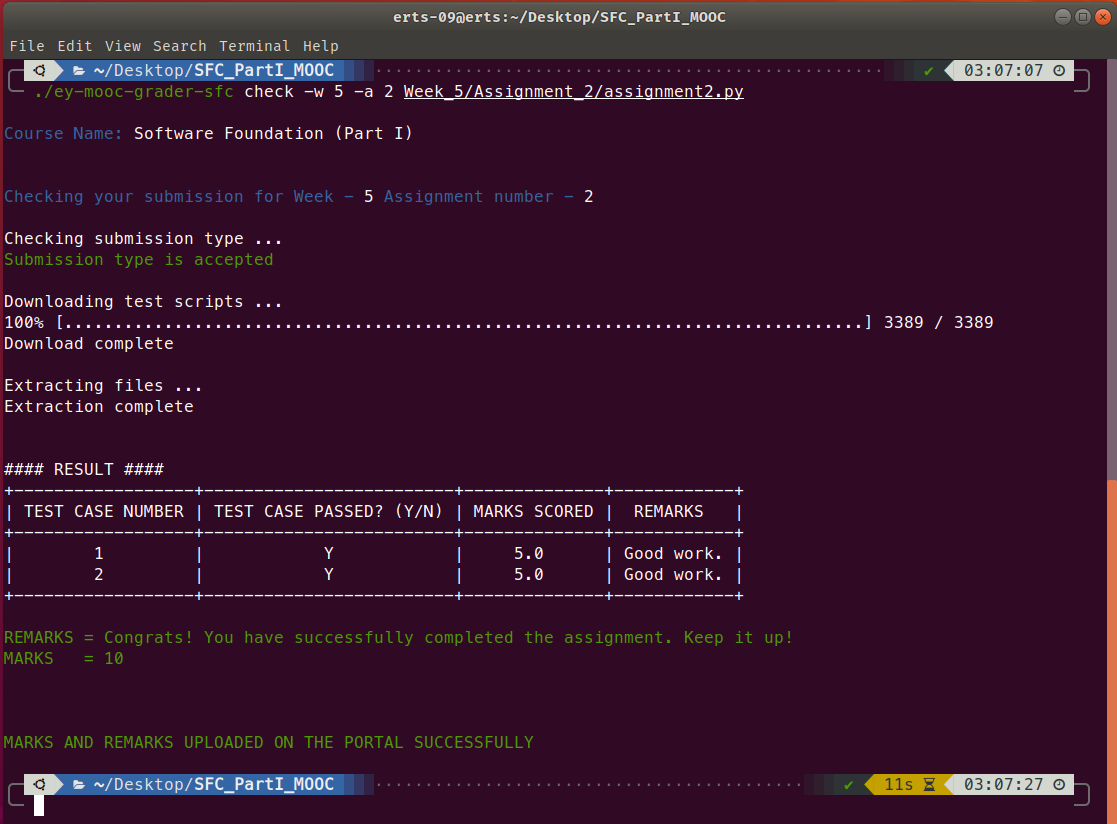 erts-09@erts:~/Desktop/SFC_PartI_MOOC
File Edit View Search Terminal Help
~/Desktop/SFC_PartI_MOOC ✔ 03:07:07
./ey-mooc-grader-sfc check -w 5 -a 2 Week_5/Assignment_2/assignment2.py
Course Name: Software Foundation (Part I)
Checking your submission for Week - 5 Assignment number - 2
Checking submission type ...
Submission type is accepted
Downloading test scripts ...
100% [................................................................................] 3389 / 3389
Download complete
Extracting files ...
Extraction complete
#### RESULT ####
+------------------+-------------------------+--------------+------------+
| TEST CASE NUMBER | TEST CASE PASSED? (Y/N) | MARKS SCORED | REMARKS |
+------------------+-------------------------+--------------+------------+
| 1 | Y | 5.0 | Good work. |
| 2 | Y | 5.0 | Good work. |
+------------------+-------------------------+--------------+------------+
REMARKS = Congrats! You have successfully completed the assignment. Keep it up!
MARKS = 10
MARKS AND REMARKS UPLOADED ON THE PORTAL SUCCESSFULLY
~/Desktop/SFC_PartI_MOOC ✔ 11s 03:07:27